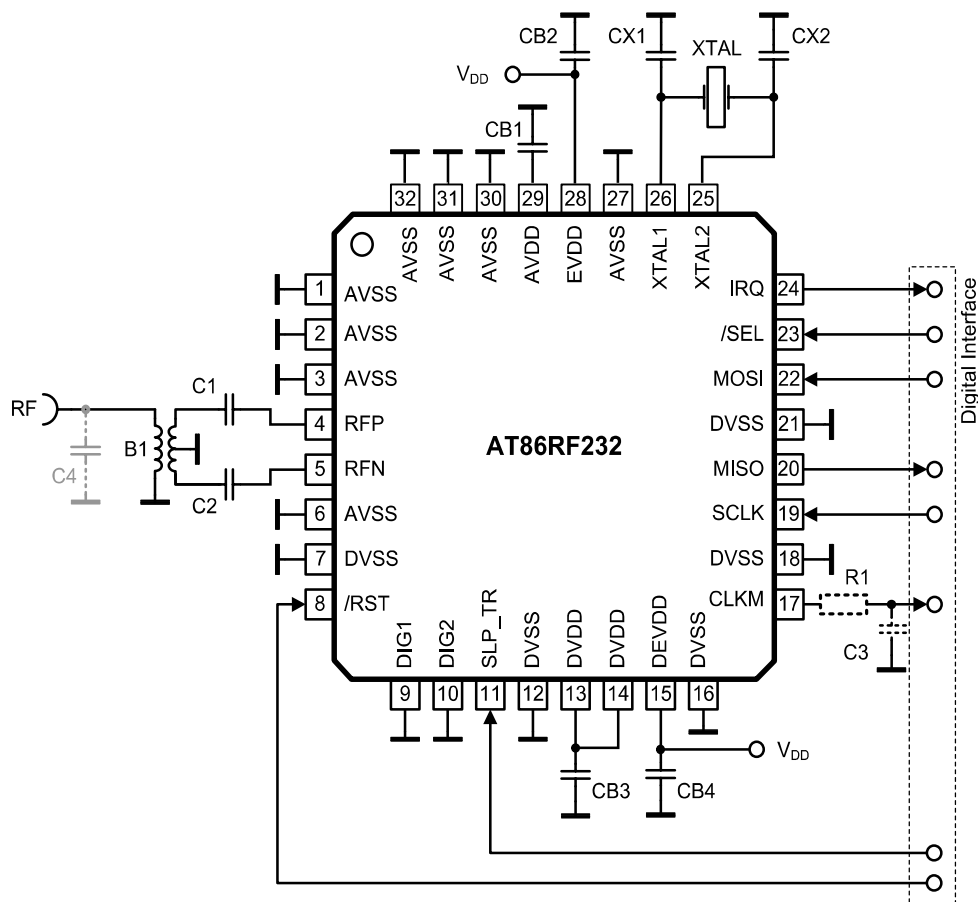 CB2
CX1
XTAL
CX2
VDD
CB1
32 31 30 29 28 27 26 25
AVSS AVSS AVSS AVDD EVDD AVSS XTAL1 XTAL2
1 AVSS
2 AVSS
3 AVSS
4 RFP
5 RFN
6 AVSS
7 DVSS
8 /RST
RF
C4
B1
C1
C2
AT86RF232
IRQ 24
/SEL 23
MOSI 22
DVSS 21
MISO 20
SCLK 19
DVSS 18
CLKM 17
R1
C3
Digital Interface
DIG1 DIG2 SLP_TR DVSS DVDD DVDD DEVDD DVSS
9 10 11 12 13 14 15 16
VDD
CB3
CB4